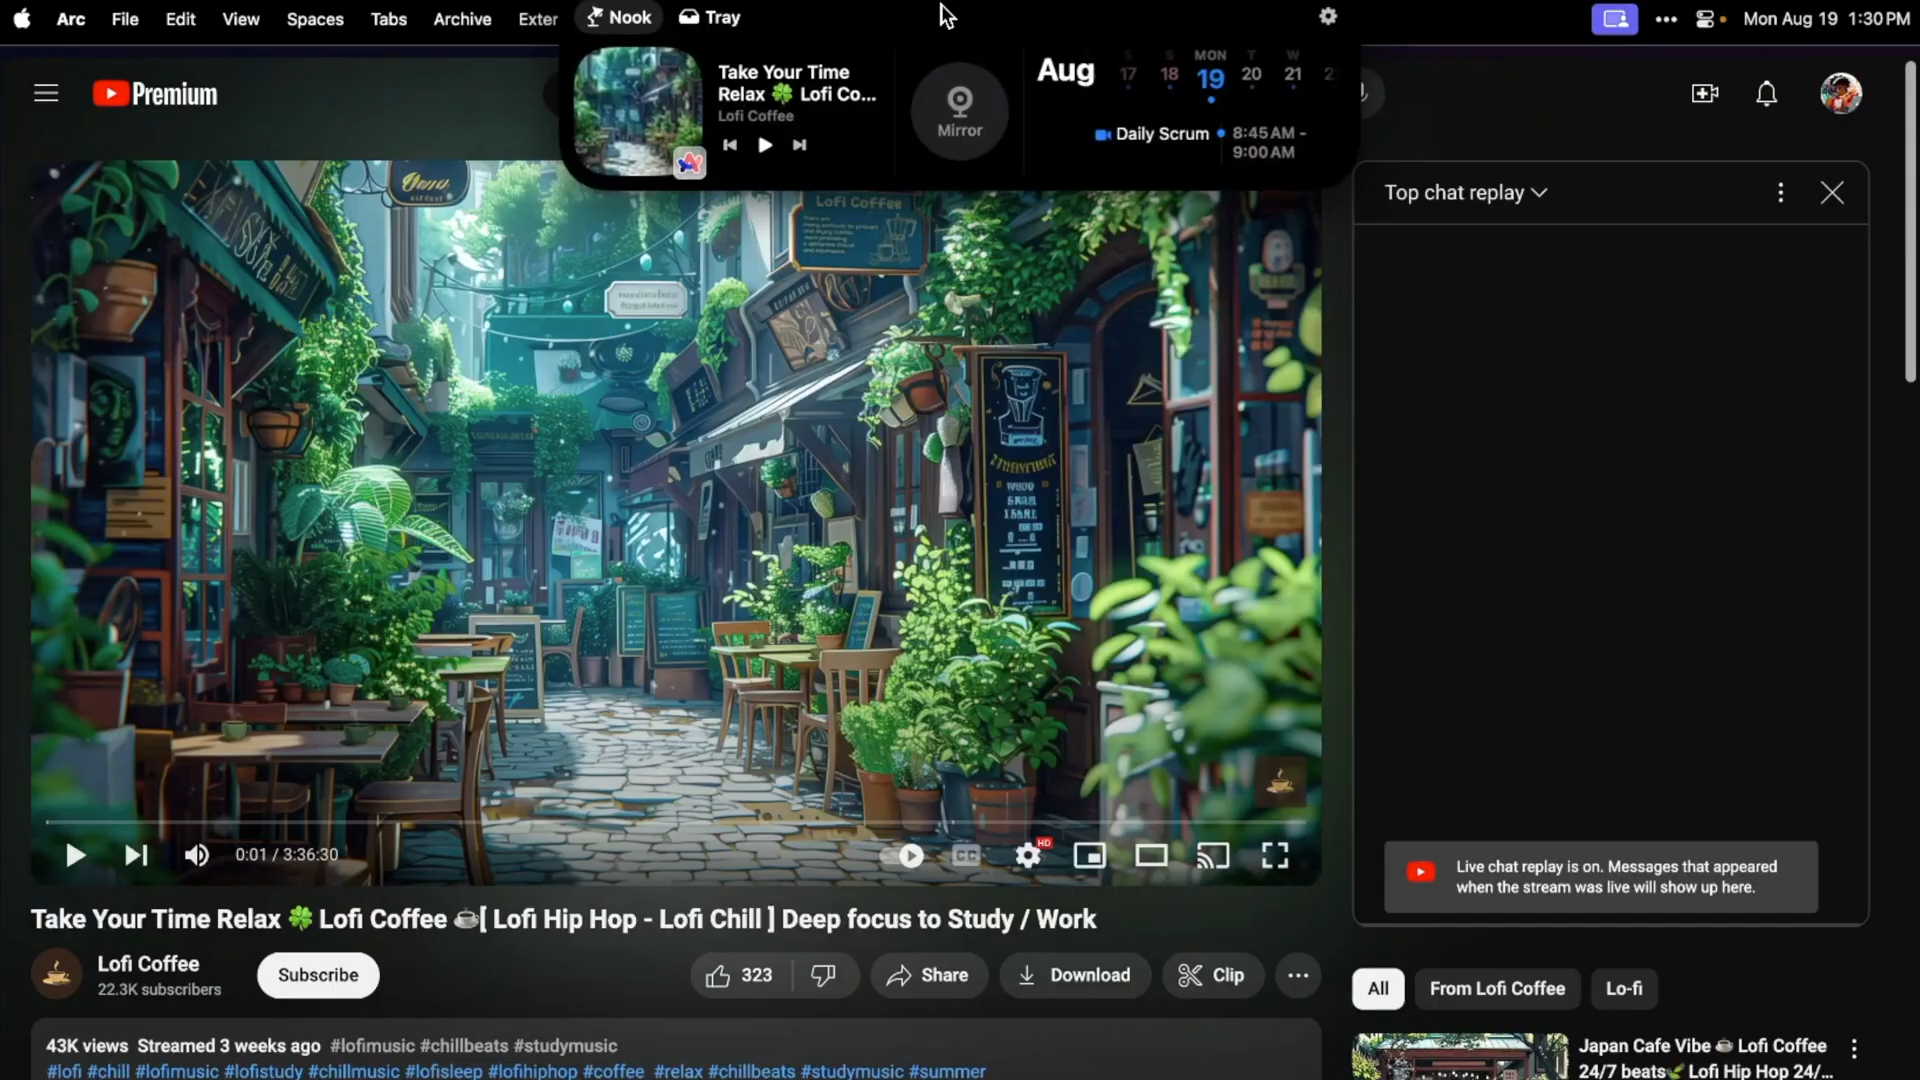 Arc File Edit View Spaces Tabs Archive Exter
Nook Tray
Mon Aug 19 1:30 PM
Premium
Take Your Time
Relax 🍀 Lofi Co...
Lofi Coffee
Mirror
Aug
S S MON T W
17 18 19 20 21 2
Daily Scrum
8:45 AM -
9:00 AM
Top chat replay
Lofi Coffee
0:01 / 3:36:30
CC
HD
Live chat replay is on. Messages that appeared
when the stream was live will show up here.
Take Your Time Relax 🍀 Lofi Coffee ☕[ Lofi Hip Hop - Lofi Chill ] Deep focus to Study / Work
Lofi Coffee
22.3K subscribers
Subscribe
323
Share
Download
Clip
All From Lofi Coffee Lo-fi
43K views Streamed 3 weeks ago #lofimusic #chillbeats #studymusic
#lofi #chill #lofimusic #lofistudy #chillmusic #lofisleep #lofihiphop #coffee #relax #chillbeats #studymusic #summer
Japan Cafe Vibe ☕ Lofi Coffee
24/7 beats🌿 Lofi Hip Hop 24/...